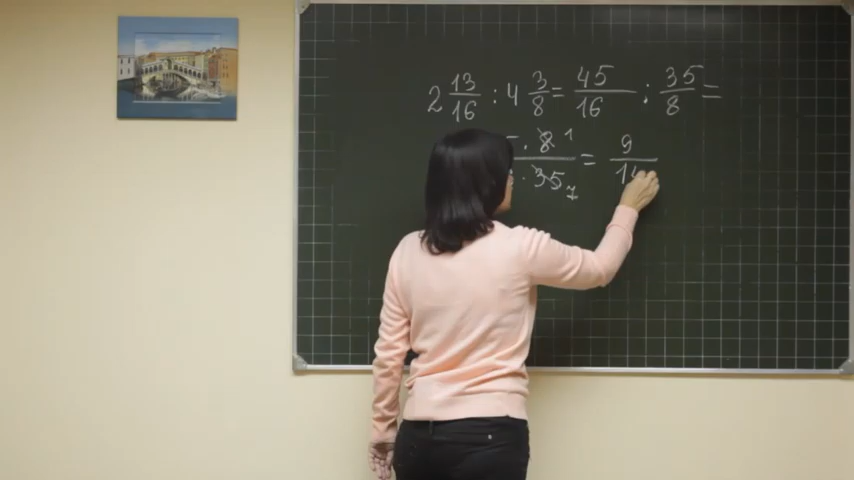 2 13/16 : 4 3/8 = 45/16 : 35/8 =
· 8 1 / · 35 7 = 9/14